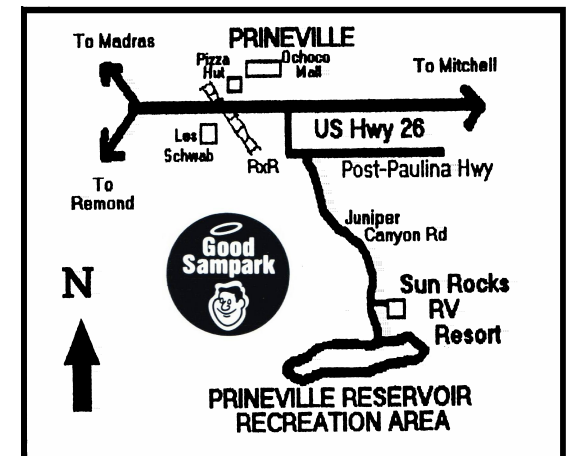 PRINEVILLE
To Madras
Pizza
Hut
Ochoco
Mall
To Mitchell
US Hwy 26
Les
Schwab
RxR
Post-Paulina Hwy
To
Remond
Juniper
Canyon Rd
Good
Sampark
N
Sun Rocks
RV
Resort
PRINEVILLE RESERVOIR
RECREATION AREA